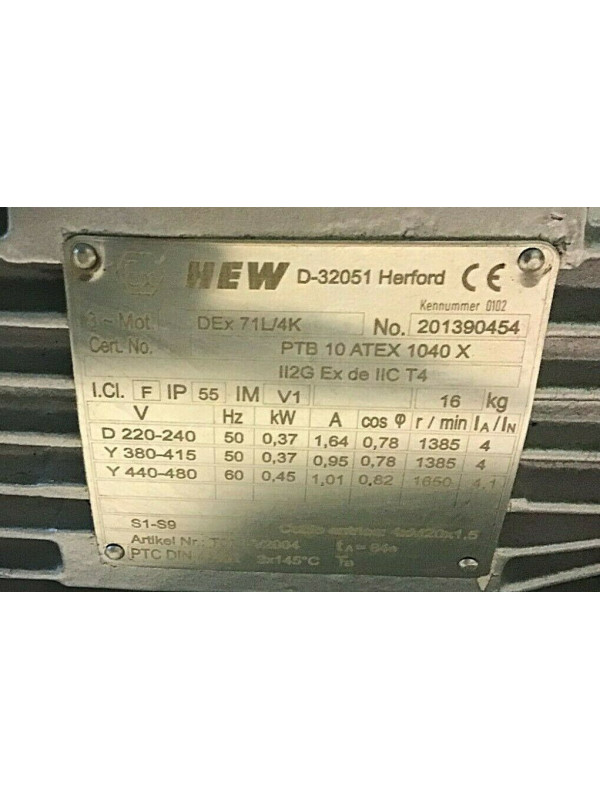 εx HEW D-32051 Herford CE
Kennummer 0102
3 ~ Mot. DEx 71L/4K No. 201390454
Cert. No. PTB 10 ATEX 1040 X
II2G Ex de IIC T4
I.Cl. F IP 55 IM V1 16 kg
V Hz kW A cos φ r / min IA/IN
D 220-240 50 0,37 1,64 0,78 1385 4
Y 380-415 50 0,37 0,95 0,78 1385 4
Y 440-480 60 0,45 1,01 0,82 1650 4,1
S1-S9 entries:
Artikel Nr.: tA=
PTC DIN 2x145°C